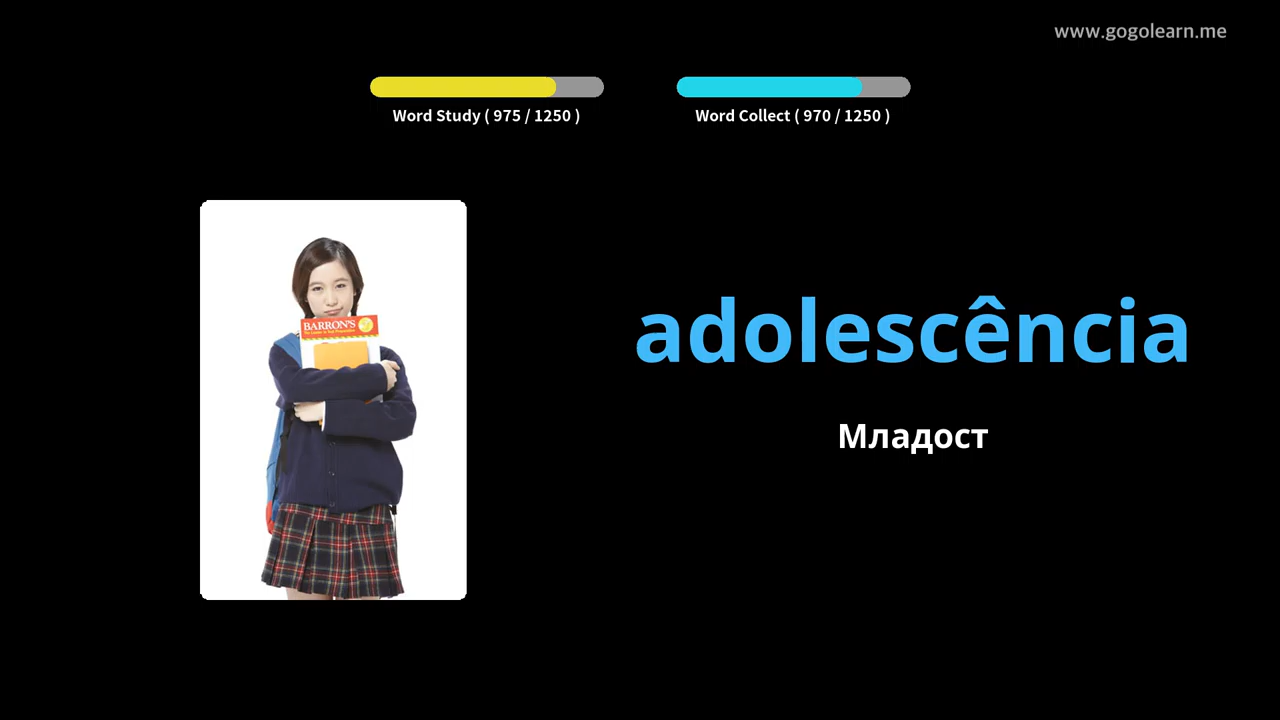 www.gogolearn.me
Word Study ( 975 / 1250 )
Word Collect ( 970 / 1250 )
BARRON'S
adolescência
Младост